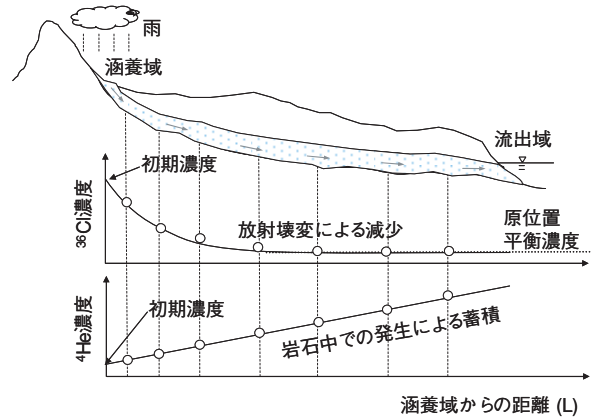 雨
涵養域
流出域
初期濃度
³⁶Cl濃度
放射壊変による減少
原位置
平衡濃度
初期濃度
⁴He濃度
岩石中での発生による蓄積
涵養域からの距離 (L)